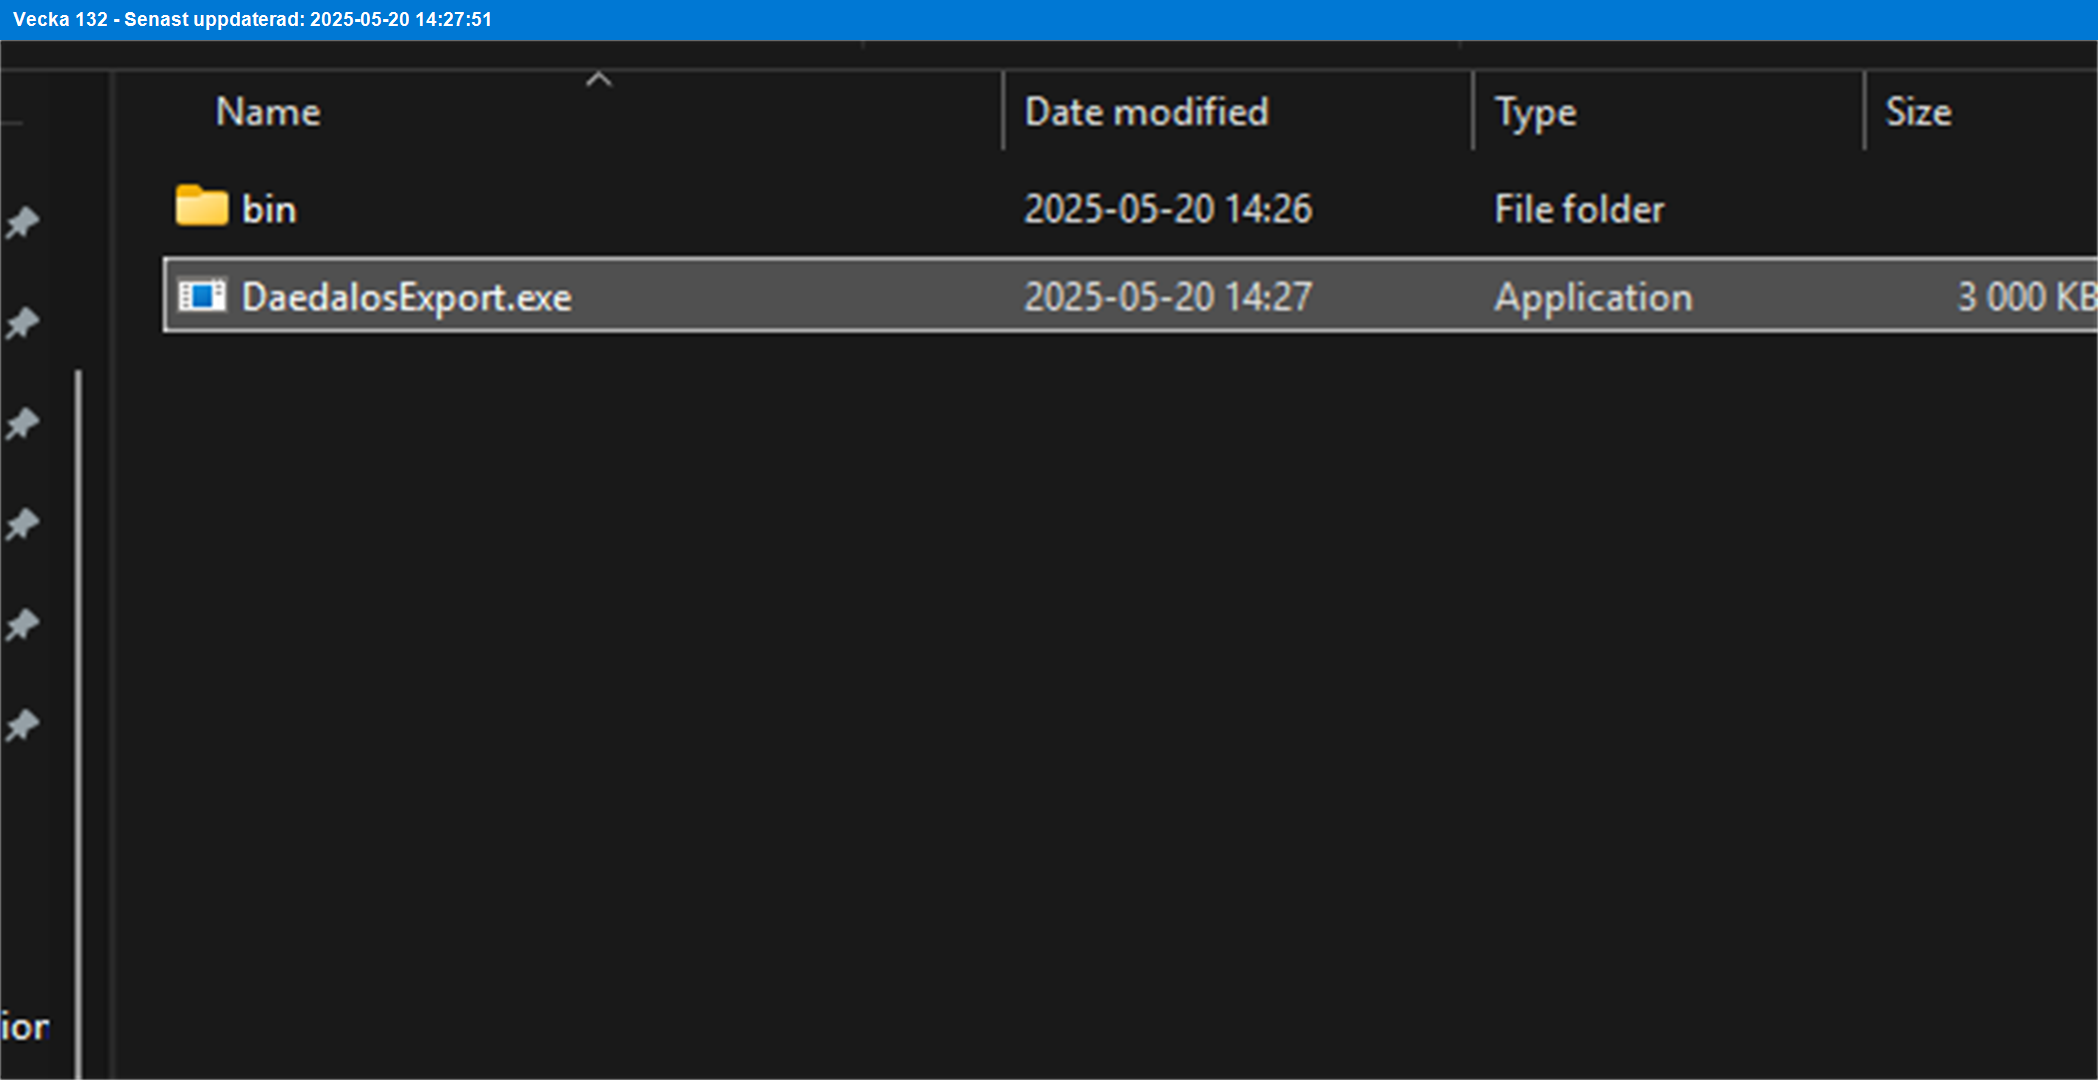 Vecka 132 - Senast uppdaterad: 2025-05-20 14:27:51
Name Date modified Type Size
bin 2025-05-20 14:26 File folder
DaedalosExport.exe 2025-05-20 14:27 Application 3 000 KB
ion